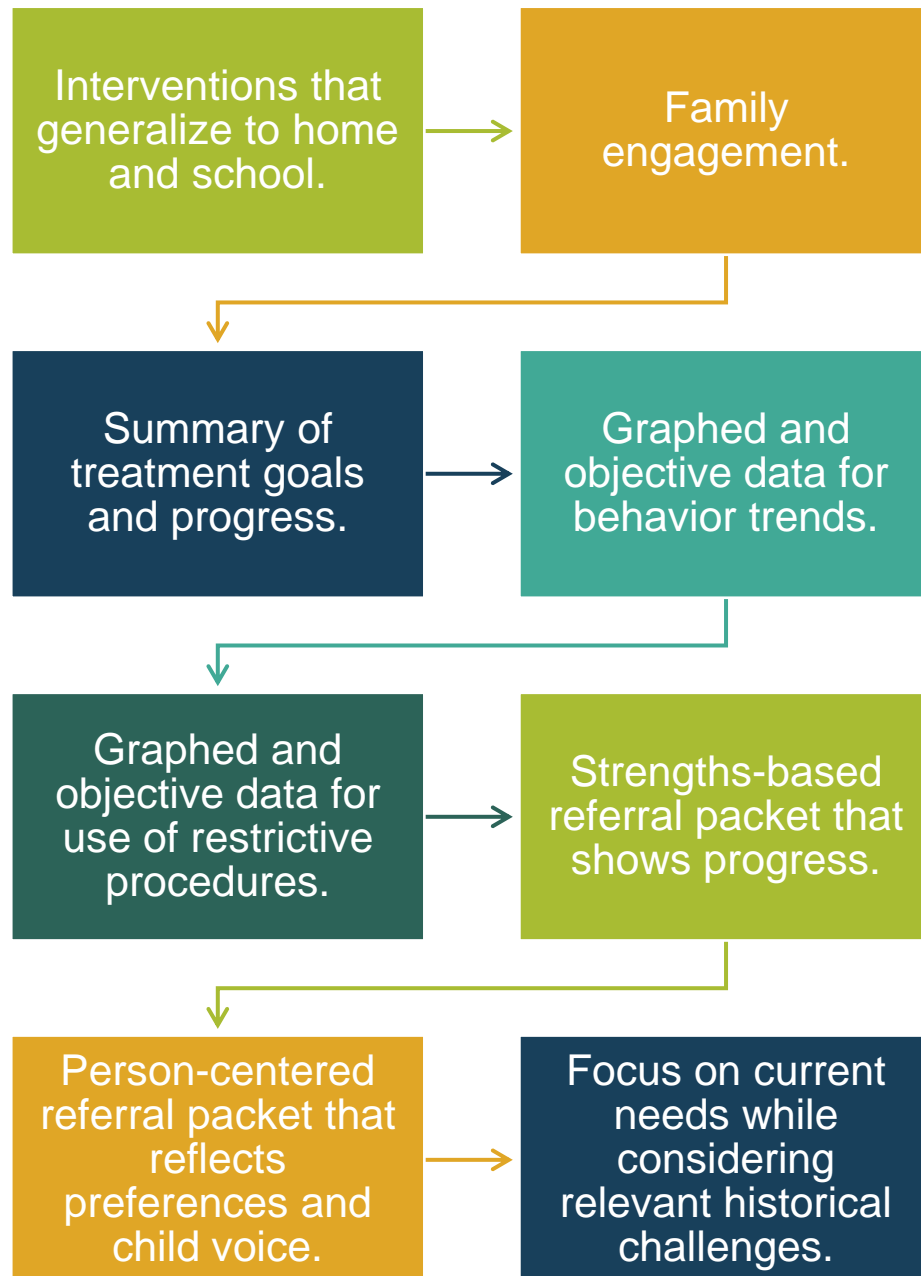 Interventions that
generalize to home
and school.
Family
engagement.
Summary of
treatment goals
and progress.
Graphed and
objective data for
behavior trends.
Graphed and
objective data for
use of restrictive
procedures.
Strengths-based
referral packet that
shows progress.
Person-centered
referral packet that
reflects
preferences and
child voice.
Focus on current
needs while
considering
relevant historical
challenges.